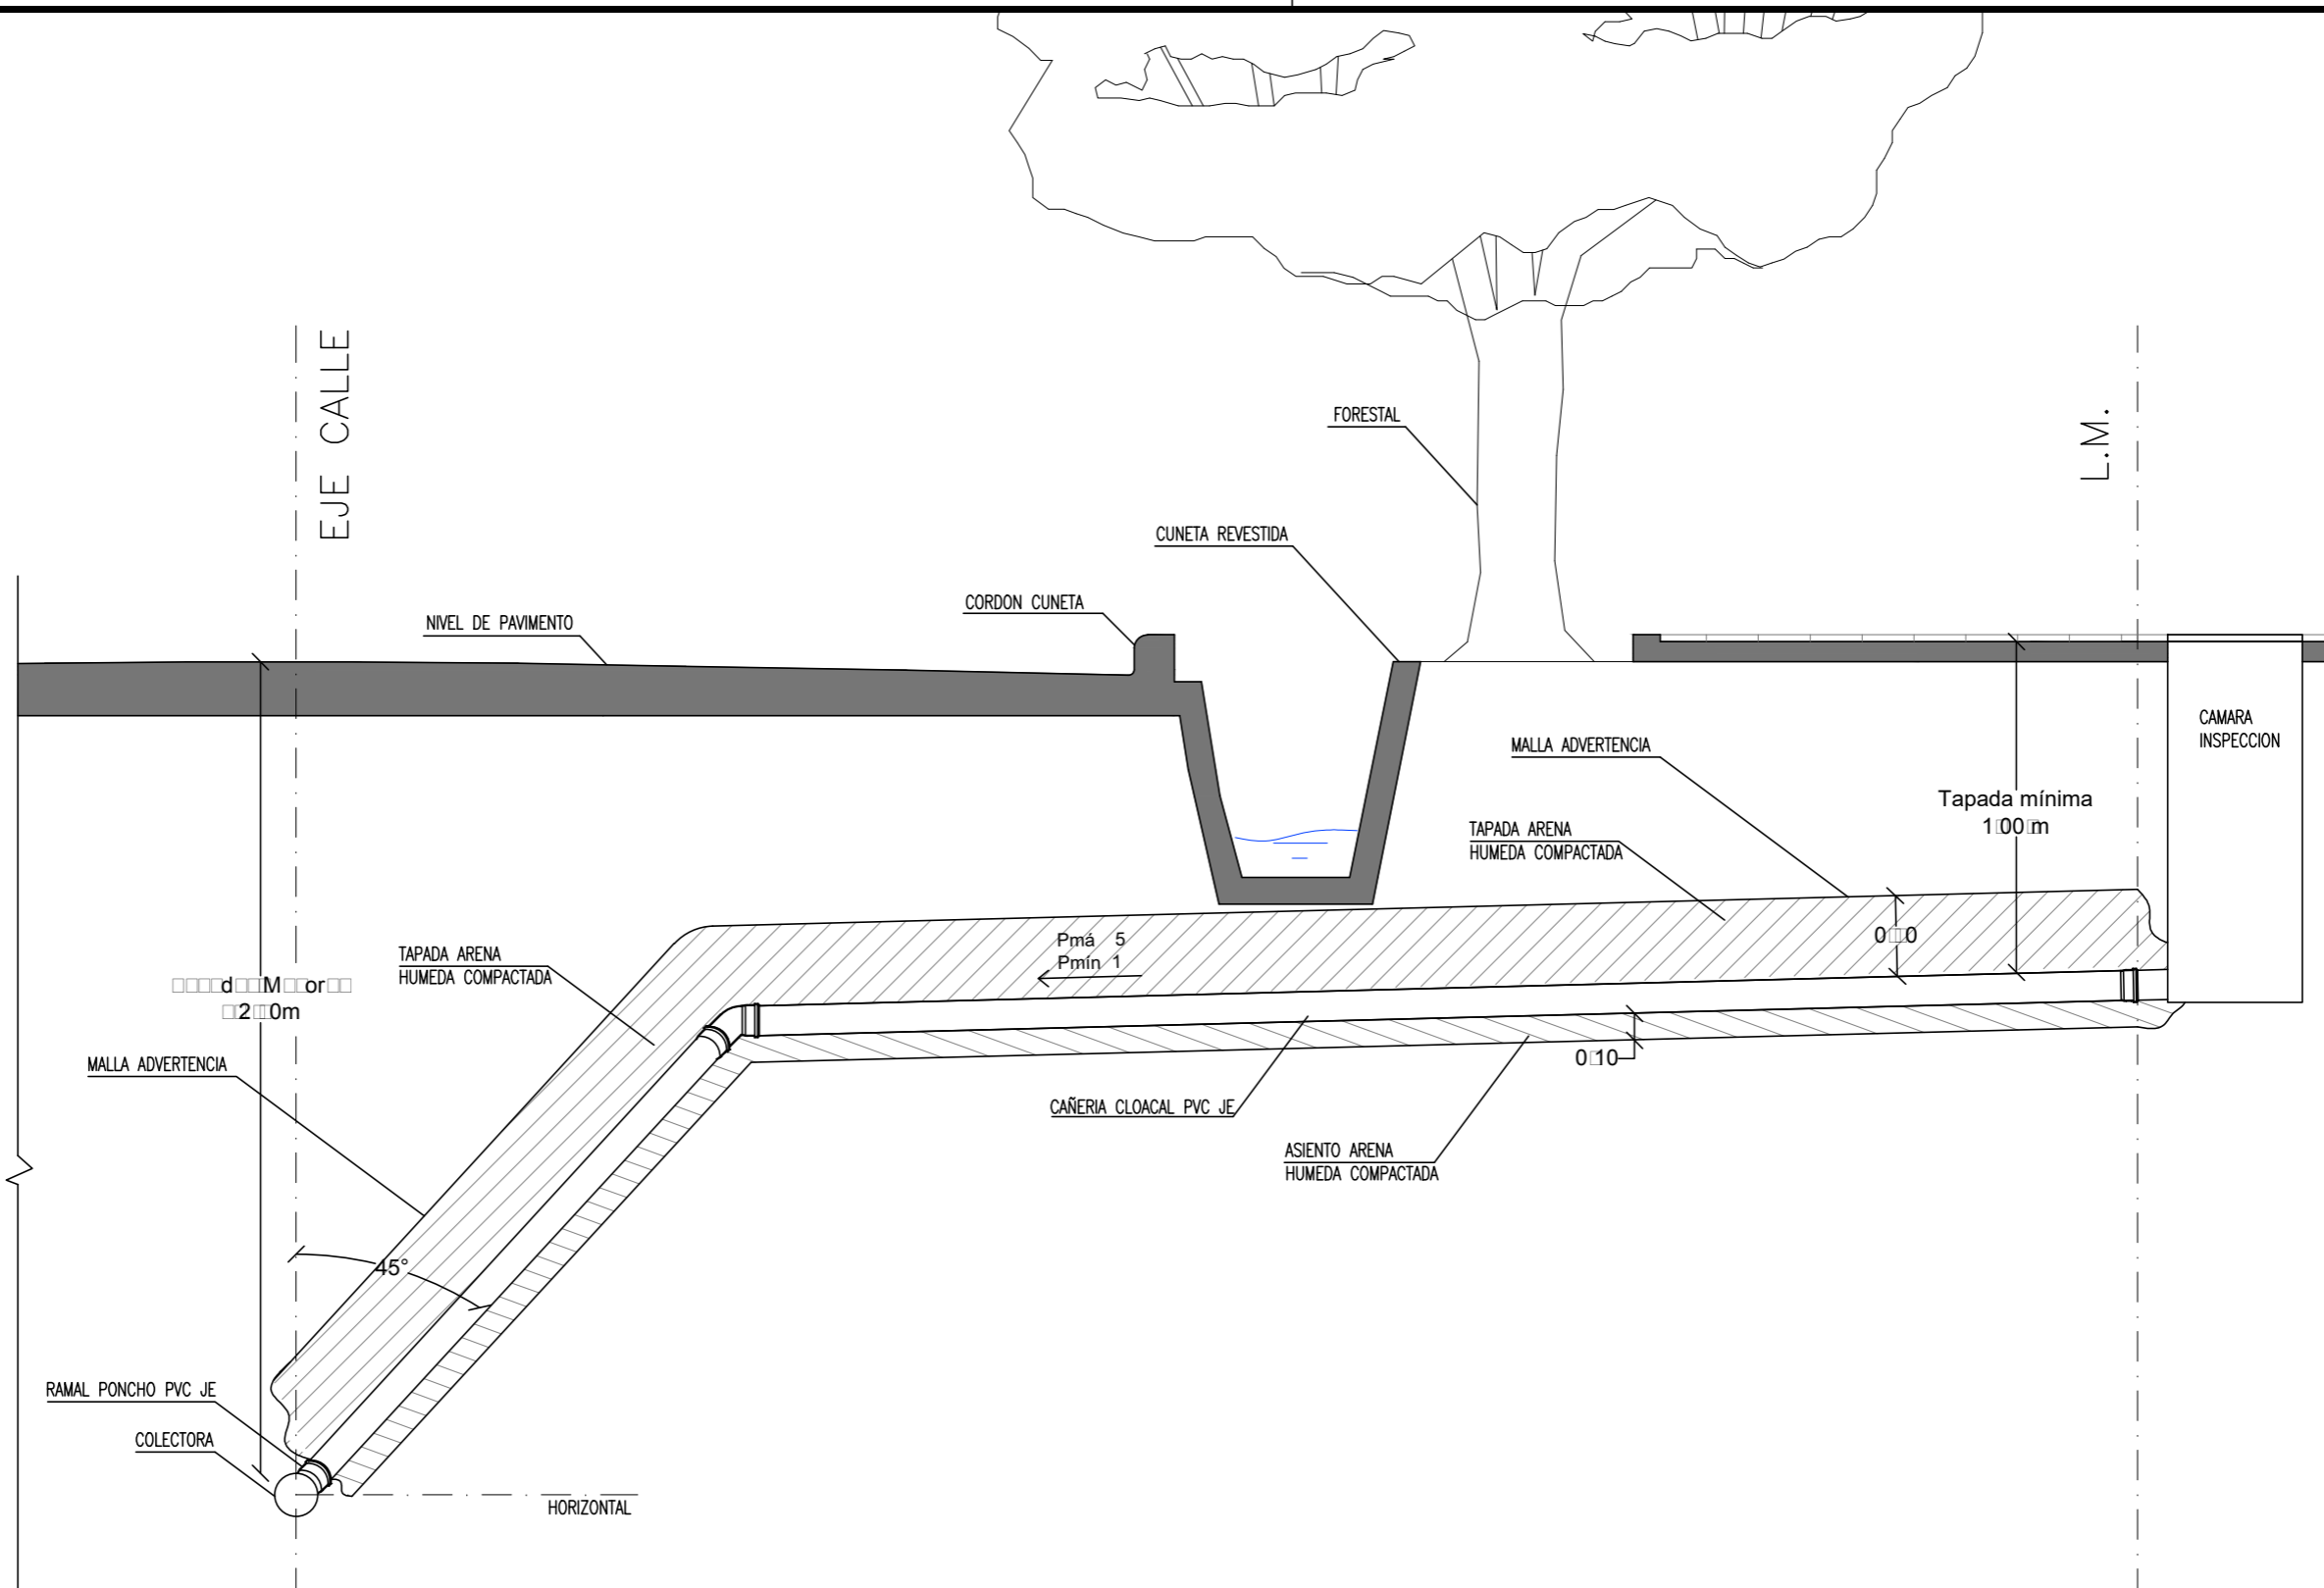 EJE CALLE
FORESTAL
L.M.
CUNETA REVESTIDA
CORDON CUNETA
NIVEL DE PAVIMENTO
CAMARA
INSPECCION
MALLA ADVERTENCIA
Tapada mínima
TAPADA ARENA
HUMEDA COMPACTADA
Pmá 5
Pmín 1
TAPADA ARENA
HUMEDA COMPACTADA
MALLA ADVERTENCIA
CAÑERIA CLOACAL PVC JE
ASIENTO ARENA
HUMEDA COMPACTADA
45°
RAMAL PONCHO PVC JE
COLECTORA
HORIZONTAL